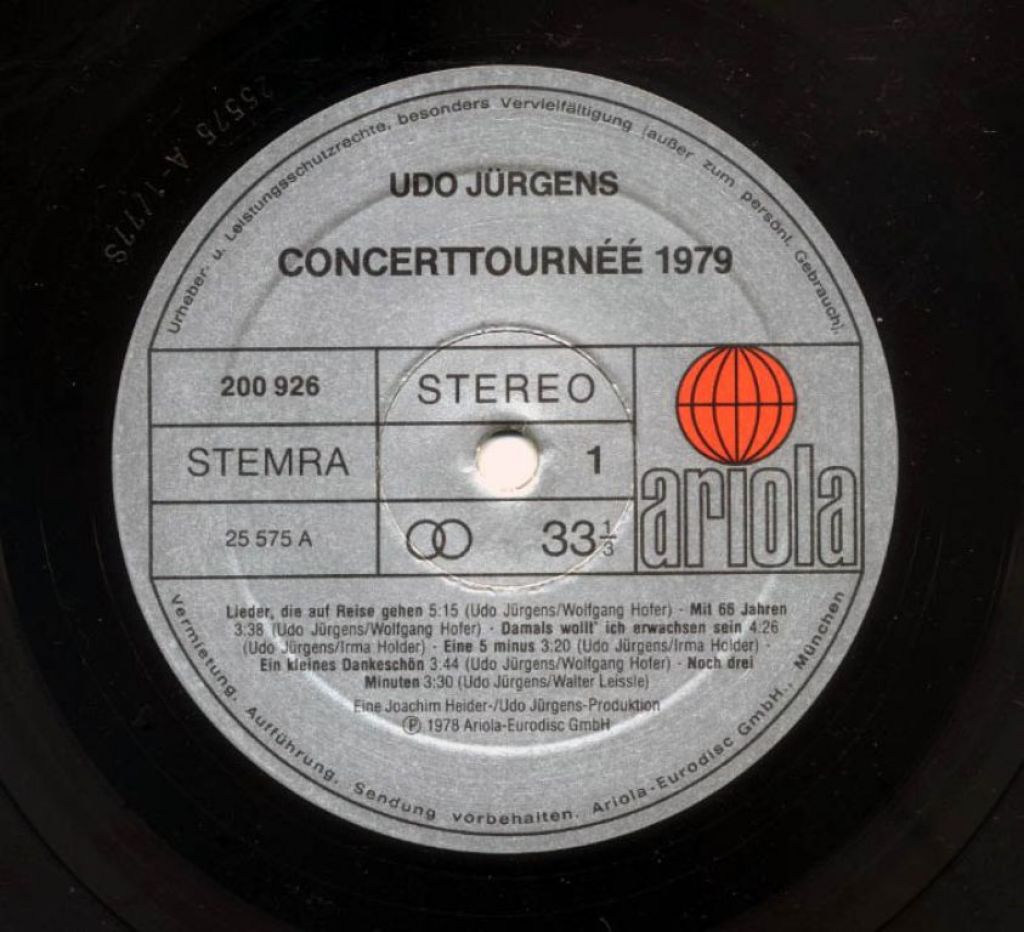 Urheber- u. Leistungsschutzrechte, besonders Vervielfältigung (außer zum persönl. Gebrauch),
UDO JÜRGENS
CONCERTTOURNÉÉ 1979
200 926
STEREO
STEMRA
1
25 575 A
33 1/3
ariola
Lieder, die auf Reise gehen 5:15 (Udo Jürgens/Wolfgang Hofer) · Mit 66 Jahren
3:38 (Udo Jürgens/Wolfgang Hofer) · Damals wollt' ich erwachsen sein 4:26
(Udo Jürgens/Irma Holder) · Eine 5 minus 3:20 (Udo Jürgens/Irma Holder) ·
Ein kleines Dankeschön 3:44 (Udo Jürgens/Wolfgang Hofer) · Noch drei
Minuten 3:30 (Udo Jürgens/Walter Leissle)
Eine Joachim Heider-/Udo Jürgens-Produktion
Ⓟ 1978 Ariola-Eurodisc GmbH
Vermietung, Aufführung, Sendung vorbehalten. Ariola-Eurodisc GmbH., München
25575 A